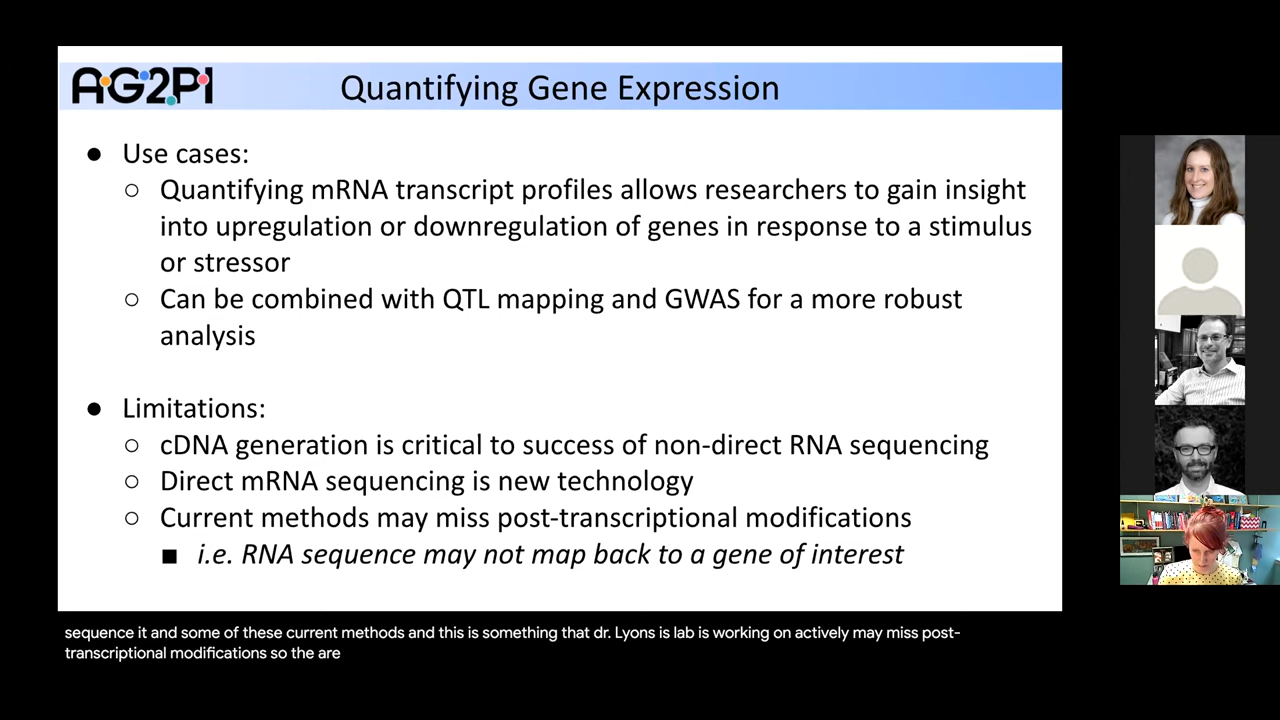 AG2PI
Quantifying Gene Expression
● Use cases:
○ Quantifying mRNA transcript profiles allows researchers to gain insight
into upregulation or downregulation of genes in response to a stimulus
or stressor
○ Can be combined with QTL mapping and GWAS for a more robust
analysis
● Limitations:
○ cDNA generation is critical to success of non-direct RNA sequencing
○ Direct mRNA sequencing is new technology
○ Current methods may miss post-transcriptional modifications
■ i.e. RNA sequence may not map back to a gene of interest
sequence it and some of these current methods and this is something that dr. Lyons is lab is working on actively may miss post-
transcriptional modifications so the are